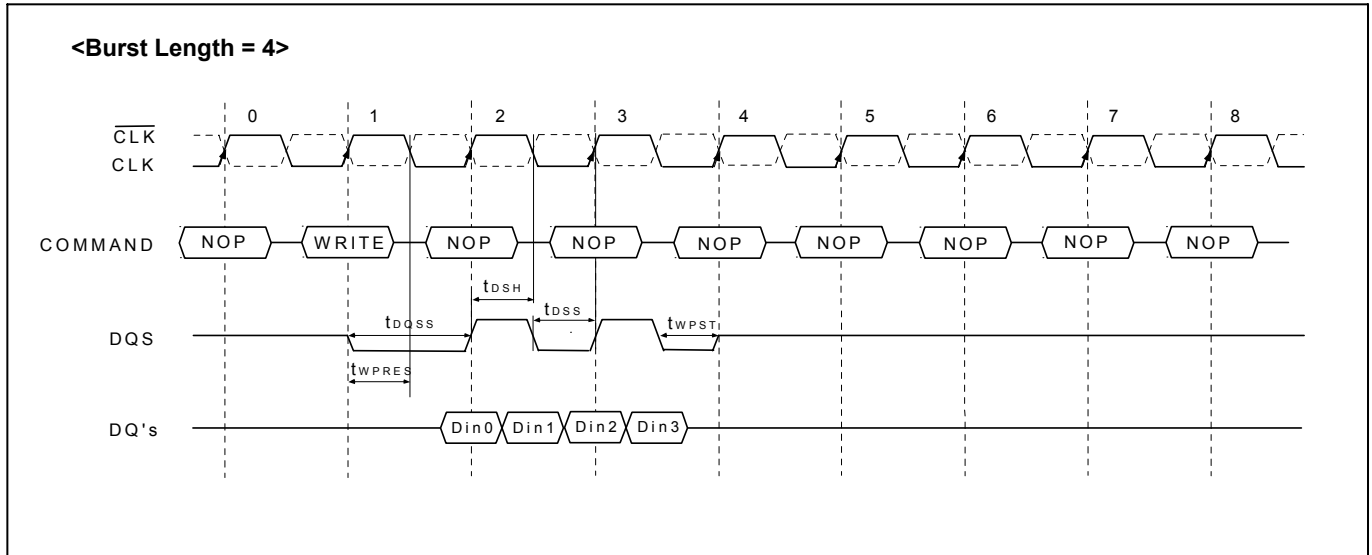 <Burst Length = 4>
0 1 2 3 4 5 6 7 8
CLK
CLK
COMMAND NOP WRITE NOP NOP NOP NOP NOP NOP NOP
tDSH
tDSS
tDQSS
tWPST
DQS
tWPRES
DQ's Din0 Din1 Din2 Din3